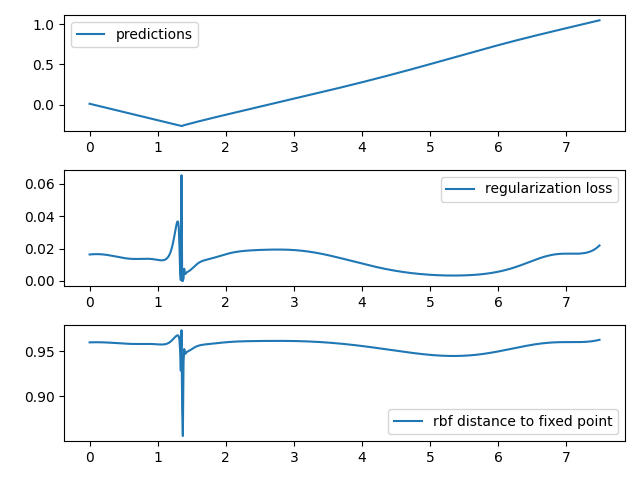 1.0
0.5
0.0
predictions
0 1 2 3 4 5 6 7
0.06
0.04
0.02
0.00
regularization loss
0 1 2 3 4 5 6 7
0.95
0.90
rbf distance to fixed point
0 1 2 3 4 5 6 7